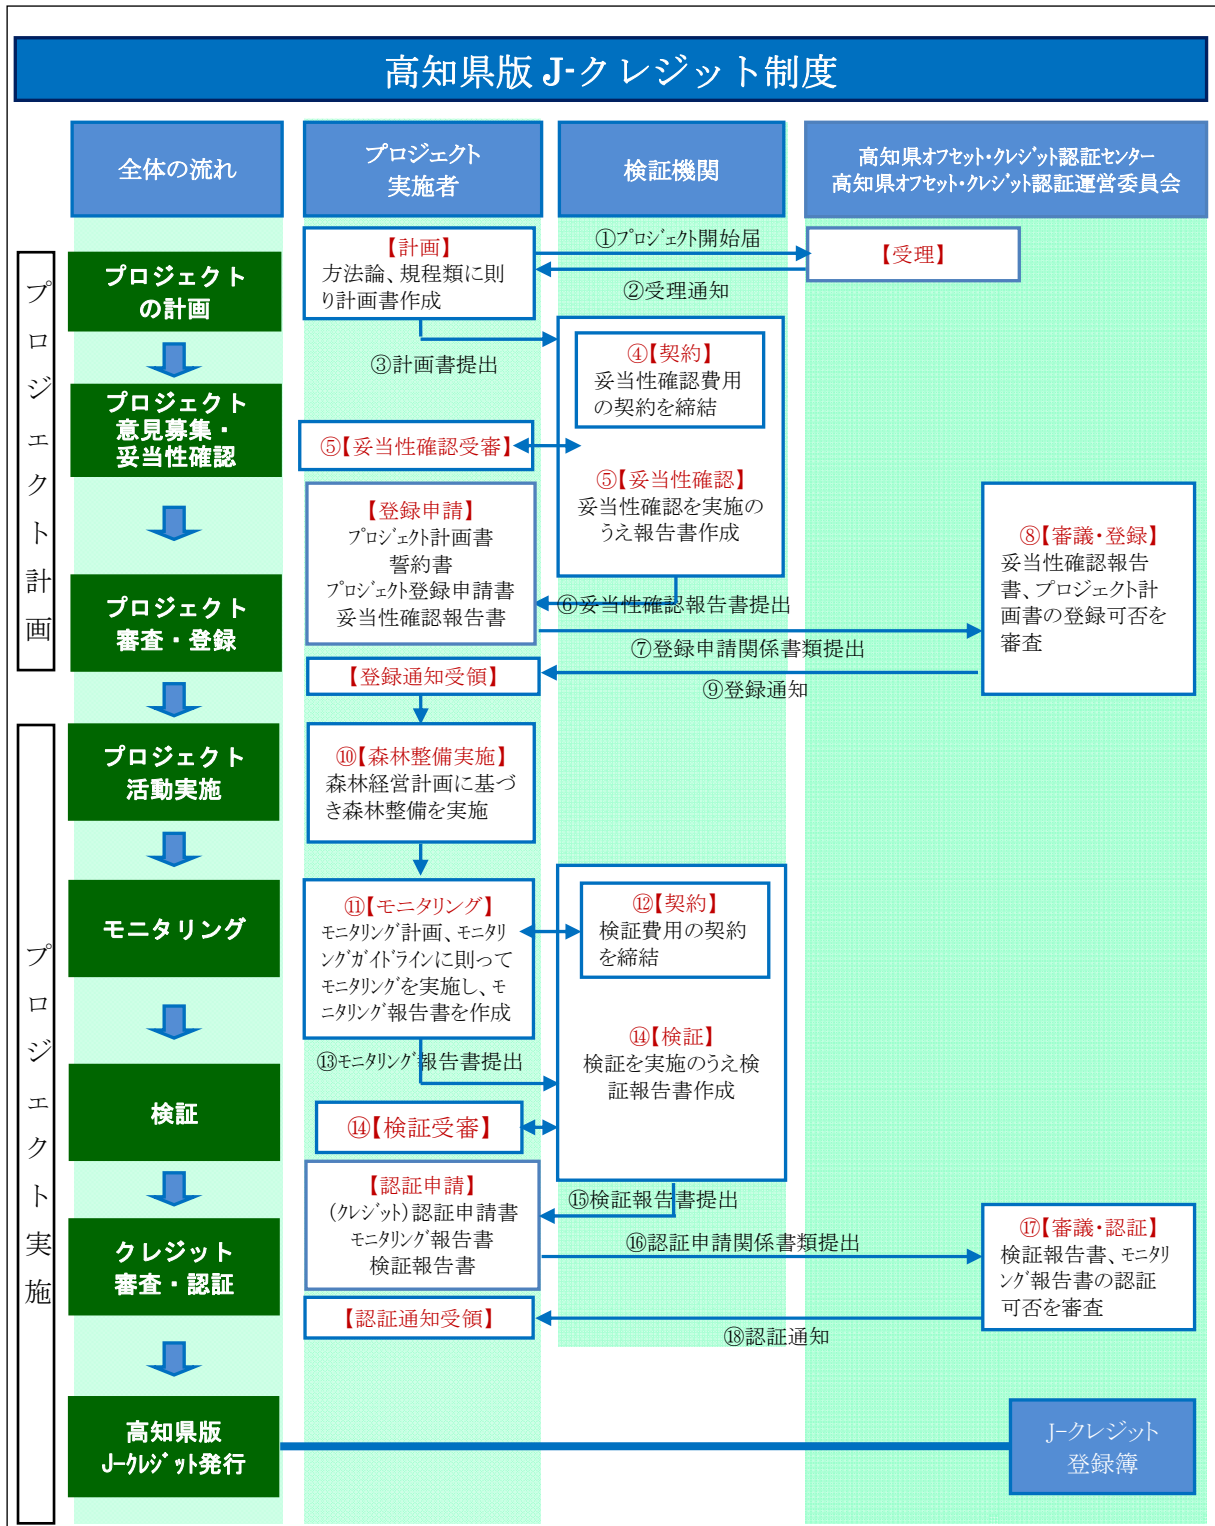 高知県版 J-クレジット制度
全体の流れ
プロジェクト
実施者
検証機関
高知県オフセット・クレジット認証センター
高知県オフセット・クレジット認証運営委員会
プロジェクト計画
プロジェクト
の計画
【計画】
方法論、規程類に則
り計画書作成
①プロジェクト開始届
②受理通知
【受理】
③計画書提出
④【契約】
妥当性確認費用
の契約を締結
プロジェクト
意見募集・
妥当性確認
⑤【妥当性確認受審】
⑤【妥当性確認】
妥当性確認を実施の
うえ報告書作成
【登録申請】
プロジェクト計画書
誓約書
プロジェクト登録申請書
妥当性確認報告書
⑥妥当性確認報告書提出
⑦登録申請関係書類提出
⑧【審議・登録】
妥当性確認報告
書、プロジェクト計
画書の登録可否を
審査
プロジェクト
審査・登録
【登録通知受領】
⑨登録通知
プロジェクト実施
プロジェクト
活動実施
⑩【森林整備実施】
森林経営計画に基づ
き森林整備を実施
モニタリング
⑪【モニタリング】
モニタリング計画、モニタリ
ングガイドラインに則って
モニタリングを実施し、モ
ニタリング報告書を作成
⑫【契約】
検証費用の契約
を締結
⑬モニタリング報告書提出
⑭【検証】
検証を実施のうえ検
証報告書作成
検証
⑭【検証受審】
【認証申請】
(クレジット)認証申請書
モニタリング報告書
検証報告書
⑮検証報告書提出
⑯認証申請関係書類提出
⑰【審議・認証】
検証報告書、モニタリ
ング報告書の認証
可否を審査
クレジット
審査・認証
【認証通知受領】
⑱認証通知
高知県版
J-クレジット発行
J-クレジット
登録簿